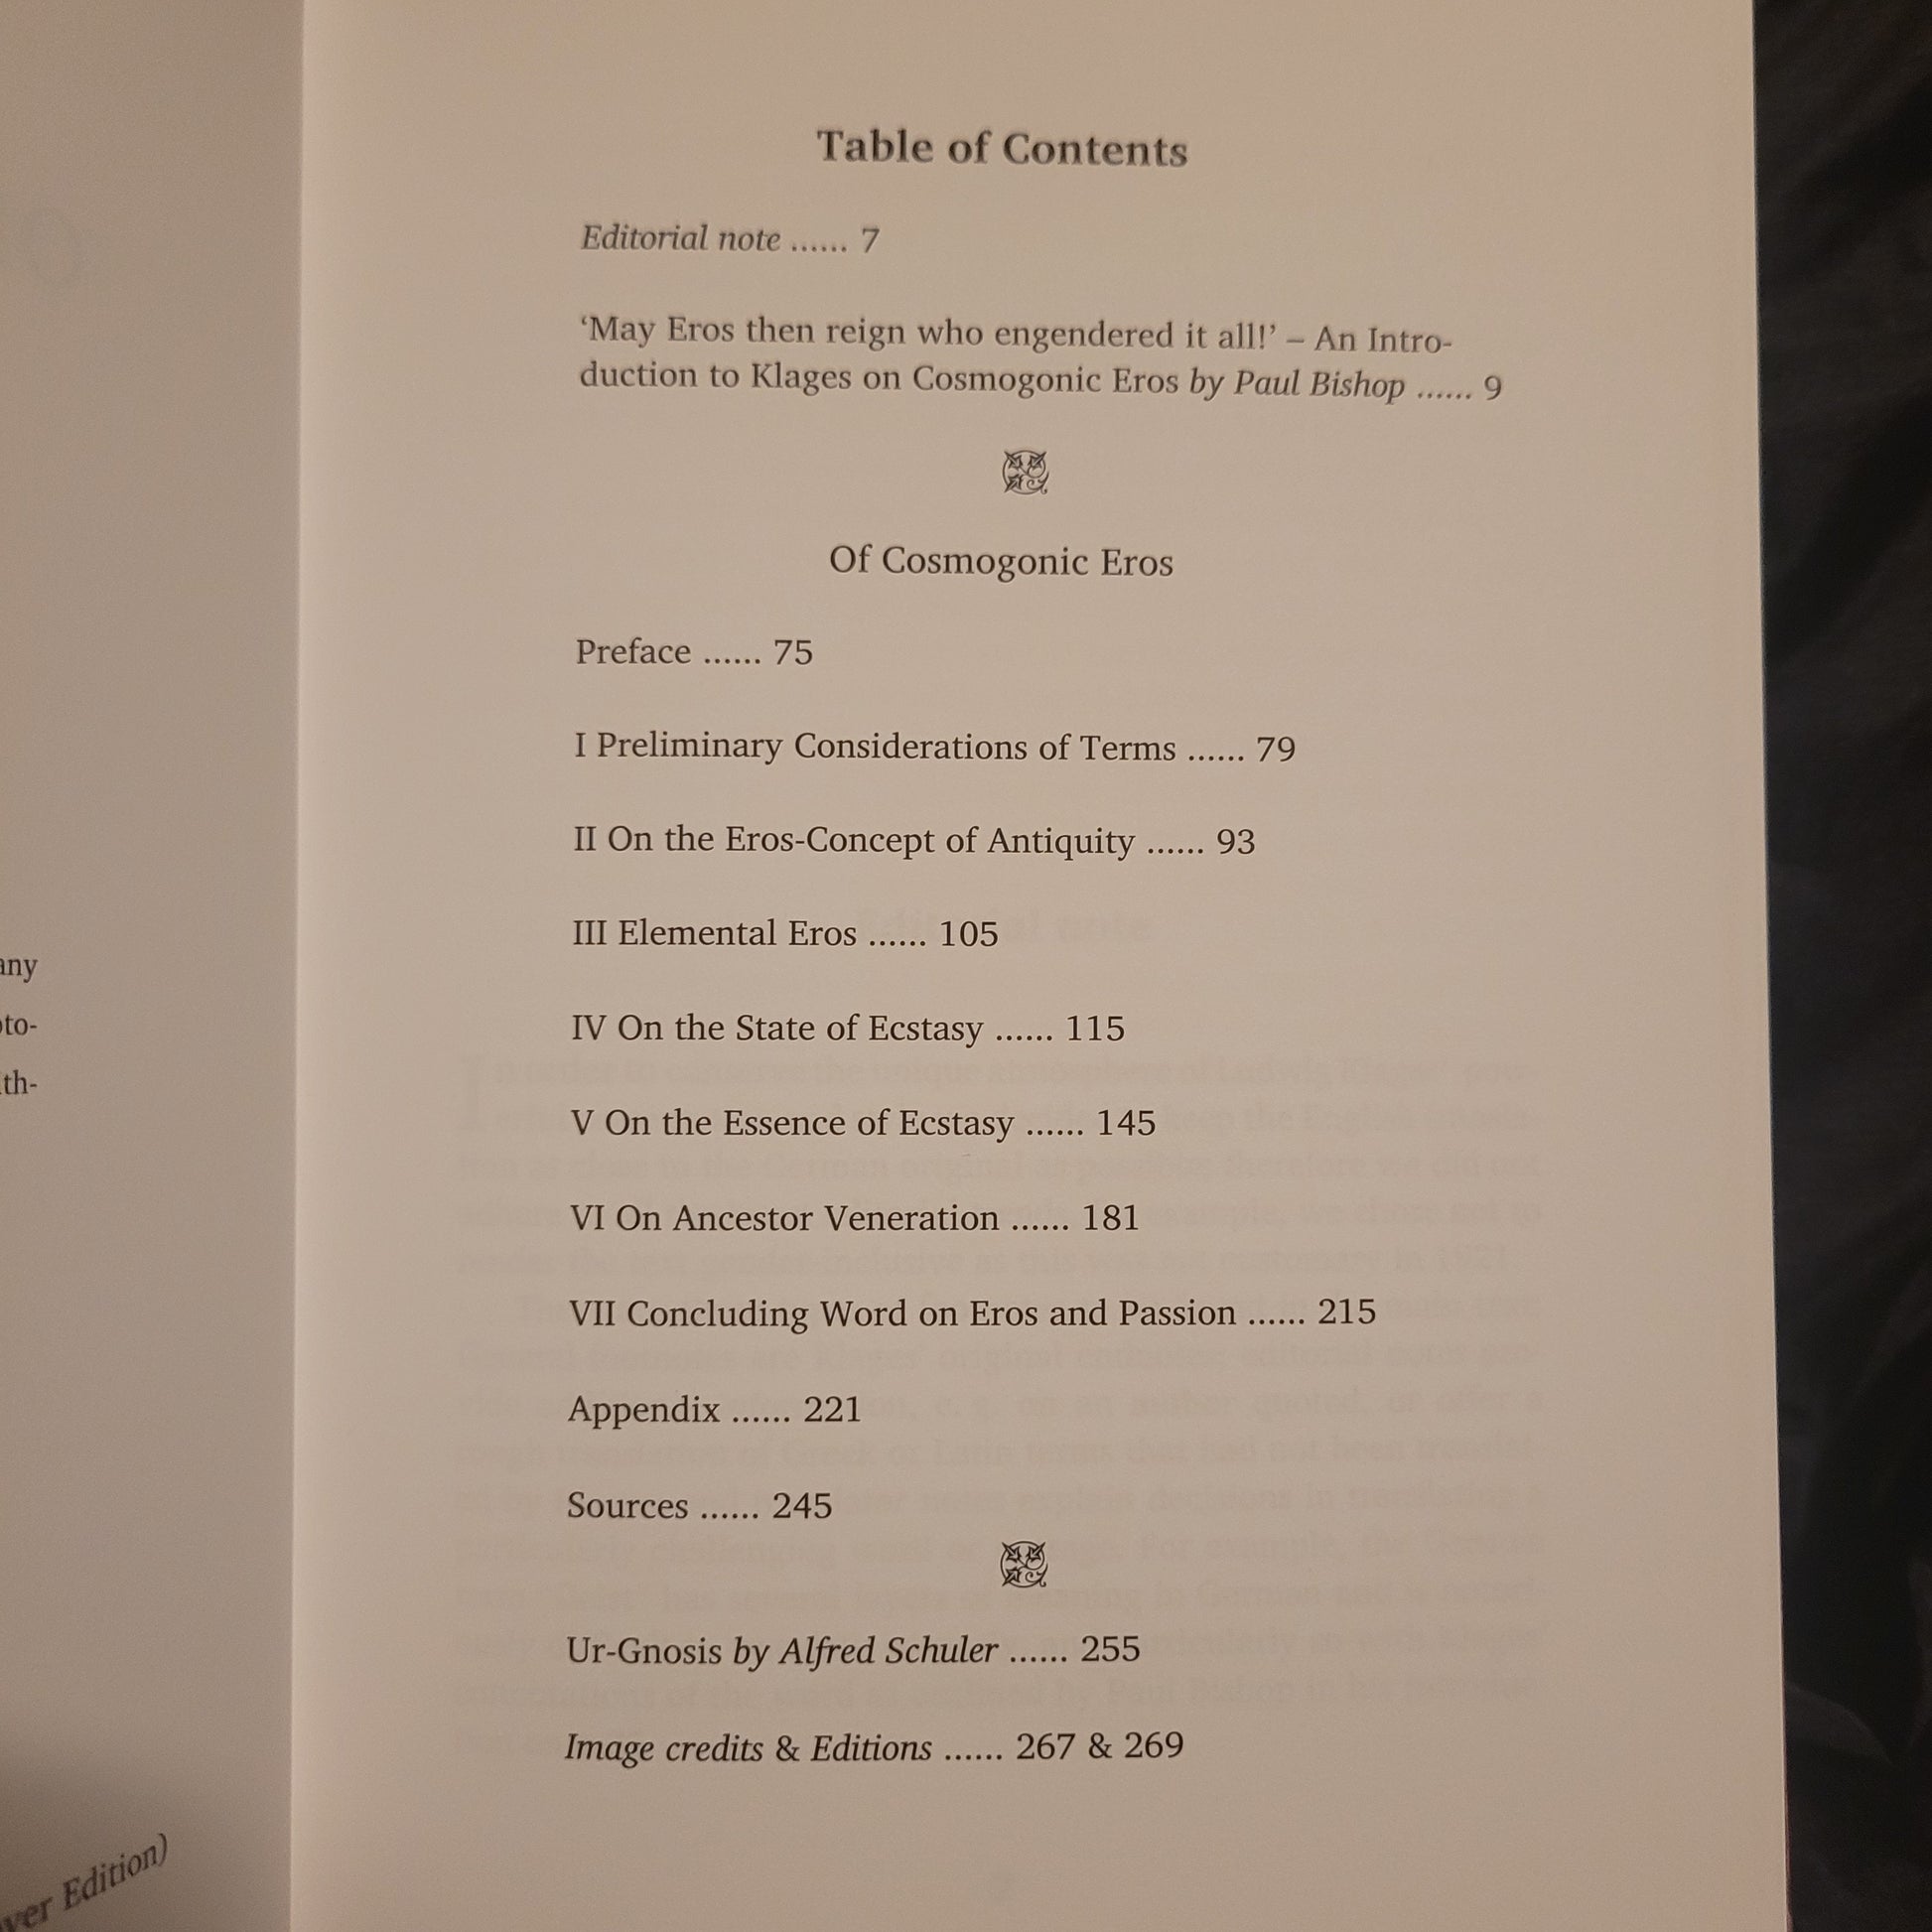 any
oto-
ith-
ver Edition)
Table of Contents
Editorial note ...... 7
‘May Eros then reign who engendered it all!’ – An Intro-
duction to Klages on Cosmogonic Eros by Paul Bishop ...... 9
Of Cosmogonic Eros
Preface ...... 75
I Preliminary Considerations of Terms ...... 79
II On the Eros-Concept of Antiquity ...... 93
III Elemental Eros ...... 105
IV On the State of Ecstasy ...... 115
V On the Essence of Ecstasy ...... 145
VI On Ancestor Veneration ...... 181
VII Concluding Word on Eros and Passion ...... 215
Appendix ...... 221
Sources ...... 245
Ur-Gnosis by Alfred Schuler ...... 255
Image credits & Editions ...... 267 & 269